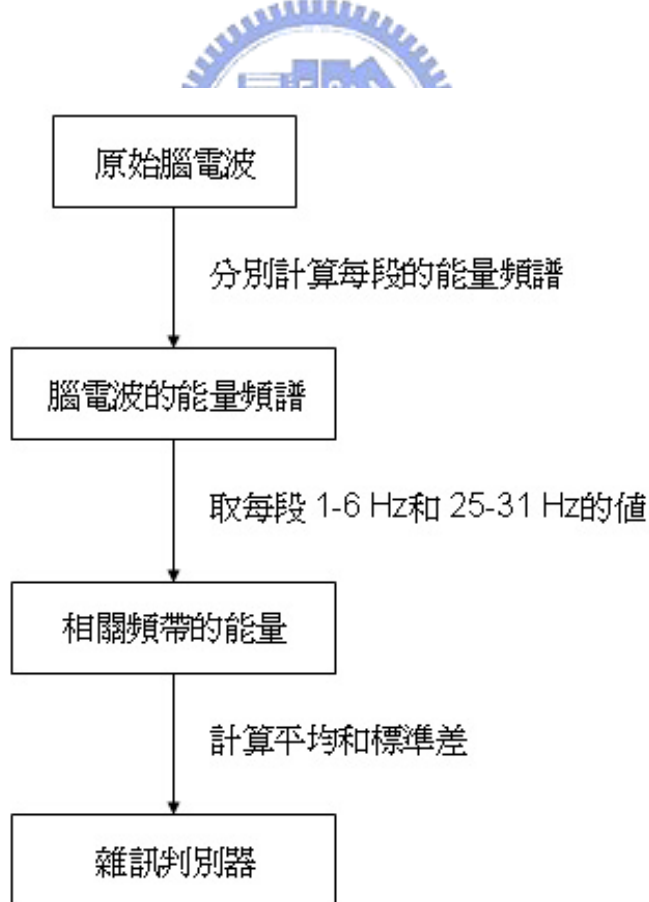 原始腦電波
分別計算每段的能量頻譜
腦電波的能量頻譜
取每段 1-6 Hz和 25-31 Hz的值
相關頻帶的能量
計算平均和標準差
雜訊判別器